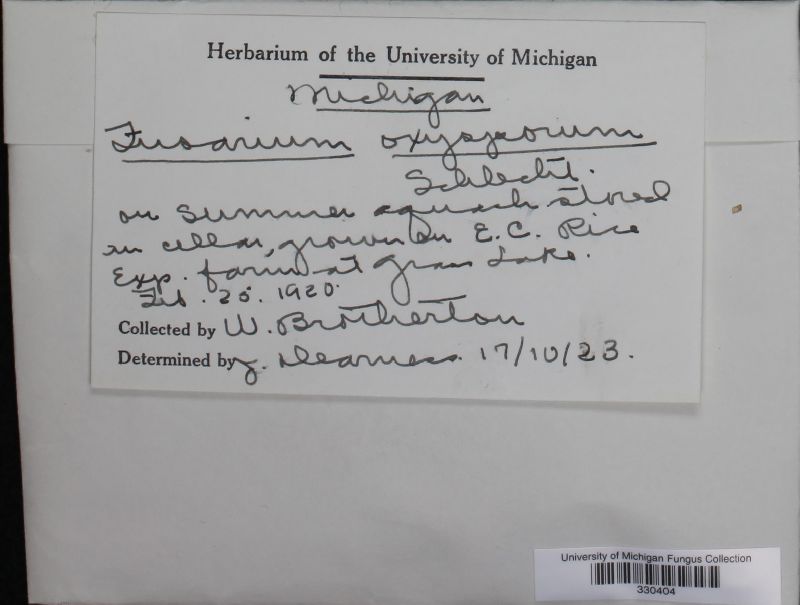 Herbarium of the University of Michigan
Michigan
Fusarium oxysporium
Schlecht.
on summer squash stored
in cellar, grown on E. C. Rice
Exp. farm at Grass Lake.
Feb. 25. 1920.
Collected by W. Brotherton
Determined by J. Dearness 17/10/23.
University of Michigan Fungus Collection
330404